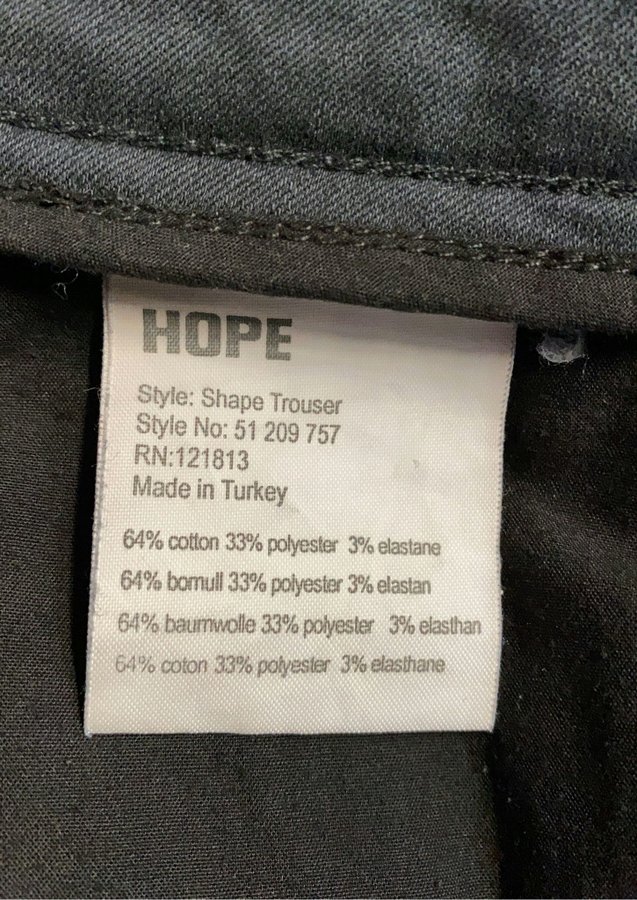 HOPE
Style: Shape Trouser
Style No: 51 209 757
RN:121813
Made in Turkey
64% cotton 33% polyester 3% elastane
64% bomull 33% polyester 3% elastan
64% baumwolle 33% polyester 3% elasthan
64% coton 33% polyester 3% elasthane